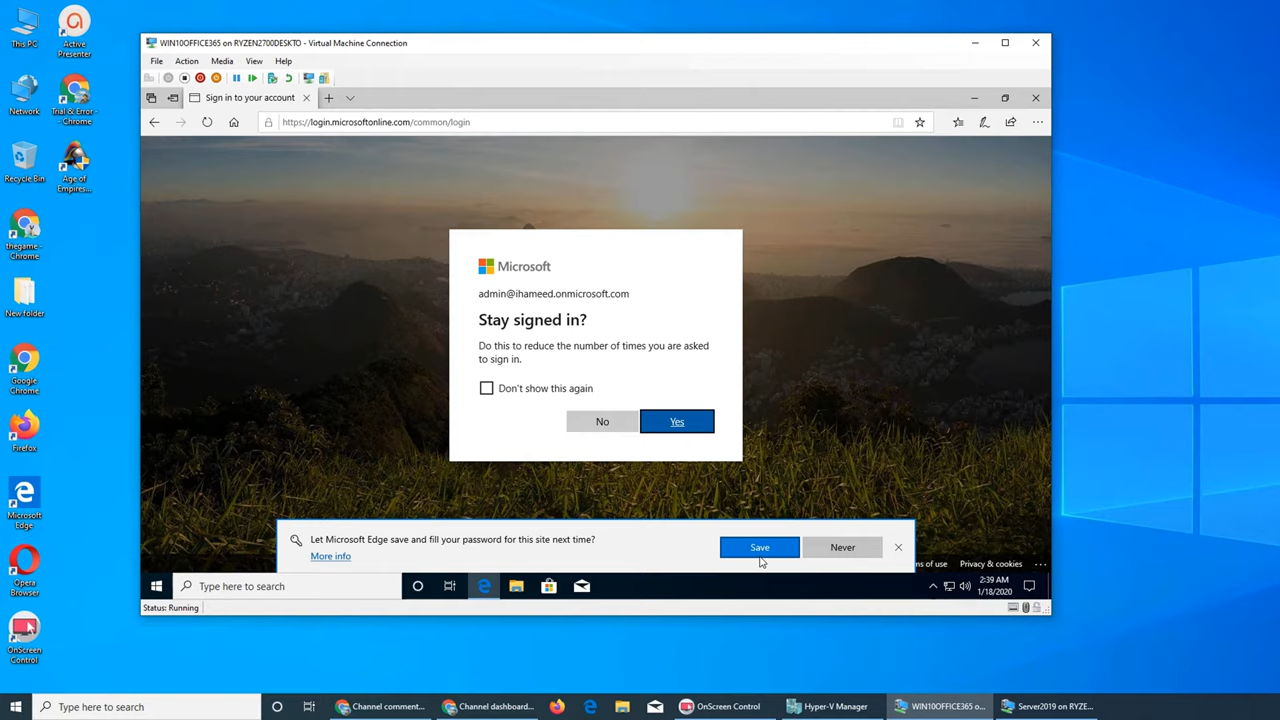 This PC
Active
Presenter
Network
Trial & Error -
Chrome
Recycle Bin
Age of
Empires...
thegame -
Chrome
New folder
Google
Chrome
Firefox
Microsoft
Edge
Opera
Browser
OnScreen
Control
WIN10OFFICE365 on RYZEN2700DESKTO - Virtual Machine Connection
File Action Media View Help
Sign in to your account
https://login.microsoftonline.com/common/login
Microsoft
admin@ihameed.onmicrosoft.com
Stay signed in?
Do this to reduce the number of times you are asked
to sign in.
Don't show this again
No
Yes
Let Microsoft Edge save and fill your password for this site next time?
More info
Save
Never
ms of use Privacy & cookies ...
Type here to search
2:39 AM
1/18/2020
Status: Running
Type here to search
Channel comment...
Channel dashboard...
OnScreen Control
Hyper-V Manager
WIN10OFFICE365 o...
Server2019 on RYZE...